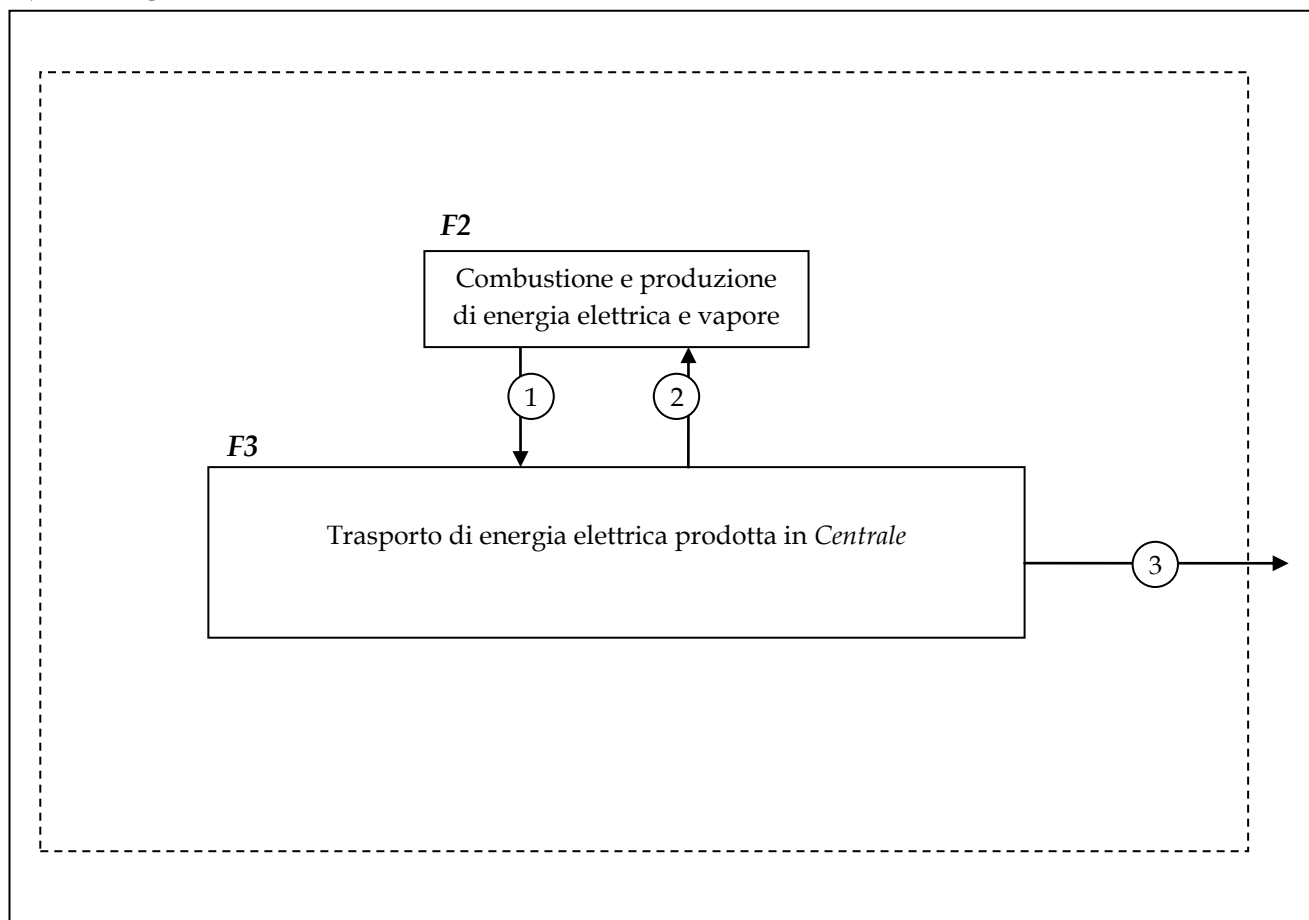 F2
Combustione e produzione
di energia elettrica e vapore
1
2
F3
Trasporto di energia elettrica prodotta in Centrale
3